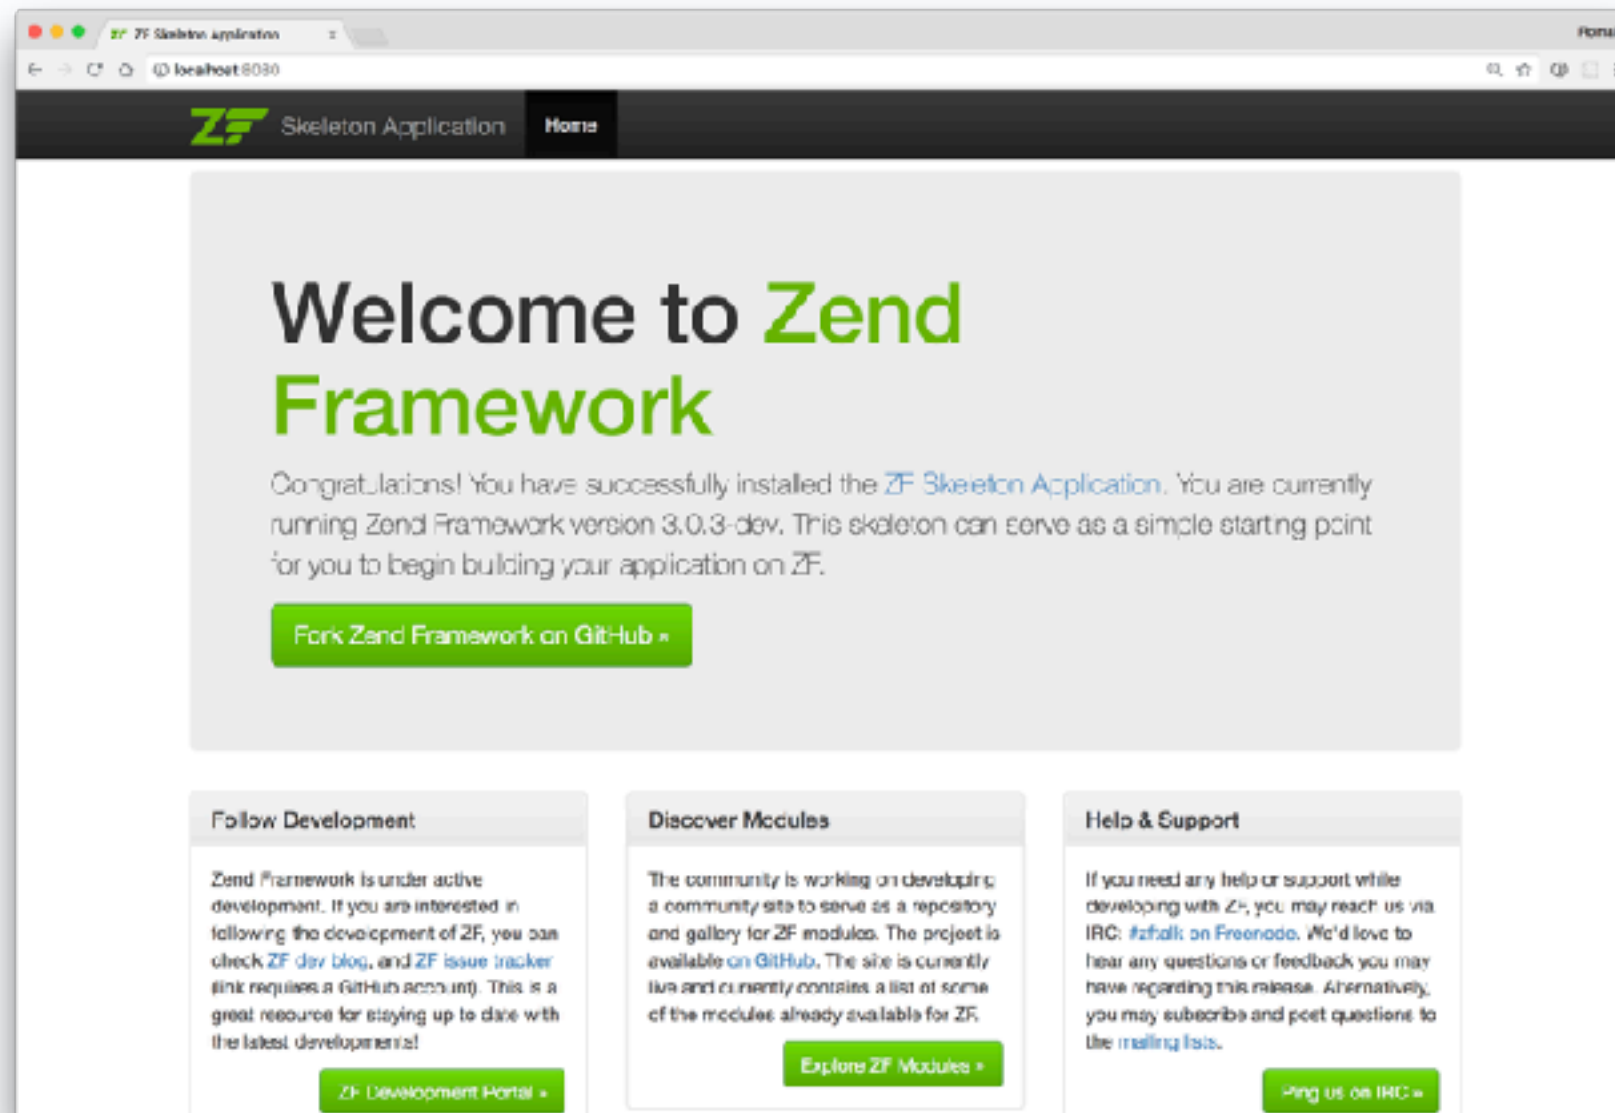 ZF Skeleton Application
localhost:8080
ZF Skeleton Application Home
Welcome to Zend
Framework
Congratulations! You have successfully installed the ZF Skeleton Application. You are currently
running Zend Framework version 3.0.3-dev. This skeleton can serve as a simple starting point
for you to begin building your application on ZF.
Fork Zend Framework on GitHub »
Follow Development
Zend Framework is under active
development. If you are interested in
following the development of ZF, you can
check ZF dev blog, and ZF issue tracker
(link requires a GitHub account). This is a
great resource for staying up to date with
the latest developments!
ZF Development Portal »
Discover Modules
The community is working on developing
a community site to serve as a repository
and gallery for ZF modules. The project is
available on GitHub. The site is currently
live and currently contains a list of some
of the modules already available for ZF.
Explore ZF Modules »
Help & Support
If you need any help or support while
developing with ZF, you may reach us via
IRC: #zftalk on Freenode. We'd love to
hear any questions or feedback you may
have regarding this release. Alternatively,
you may subscribe and post questions to
the mailing lists.
Ping us on IRC »